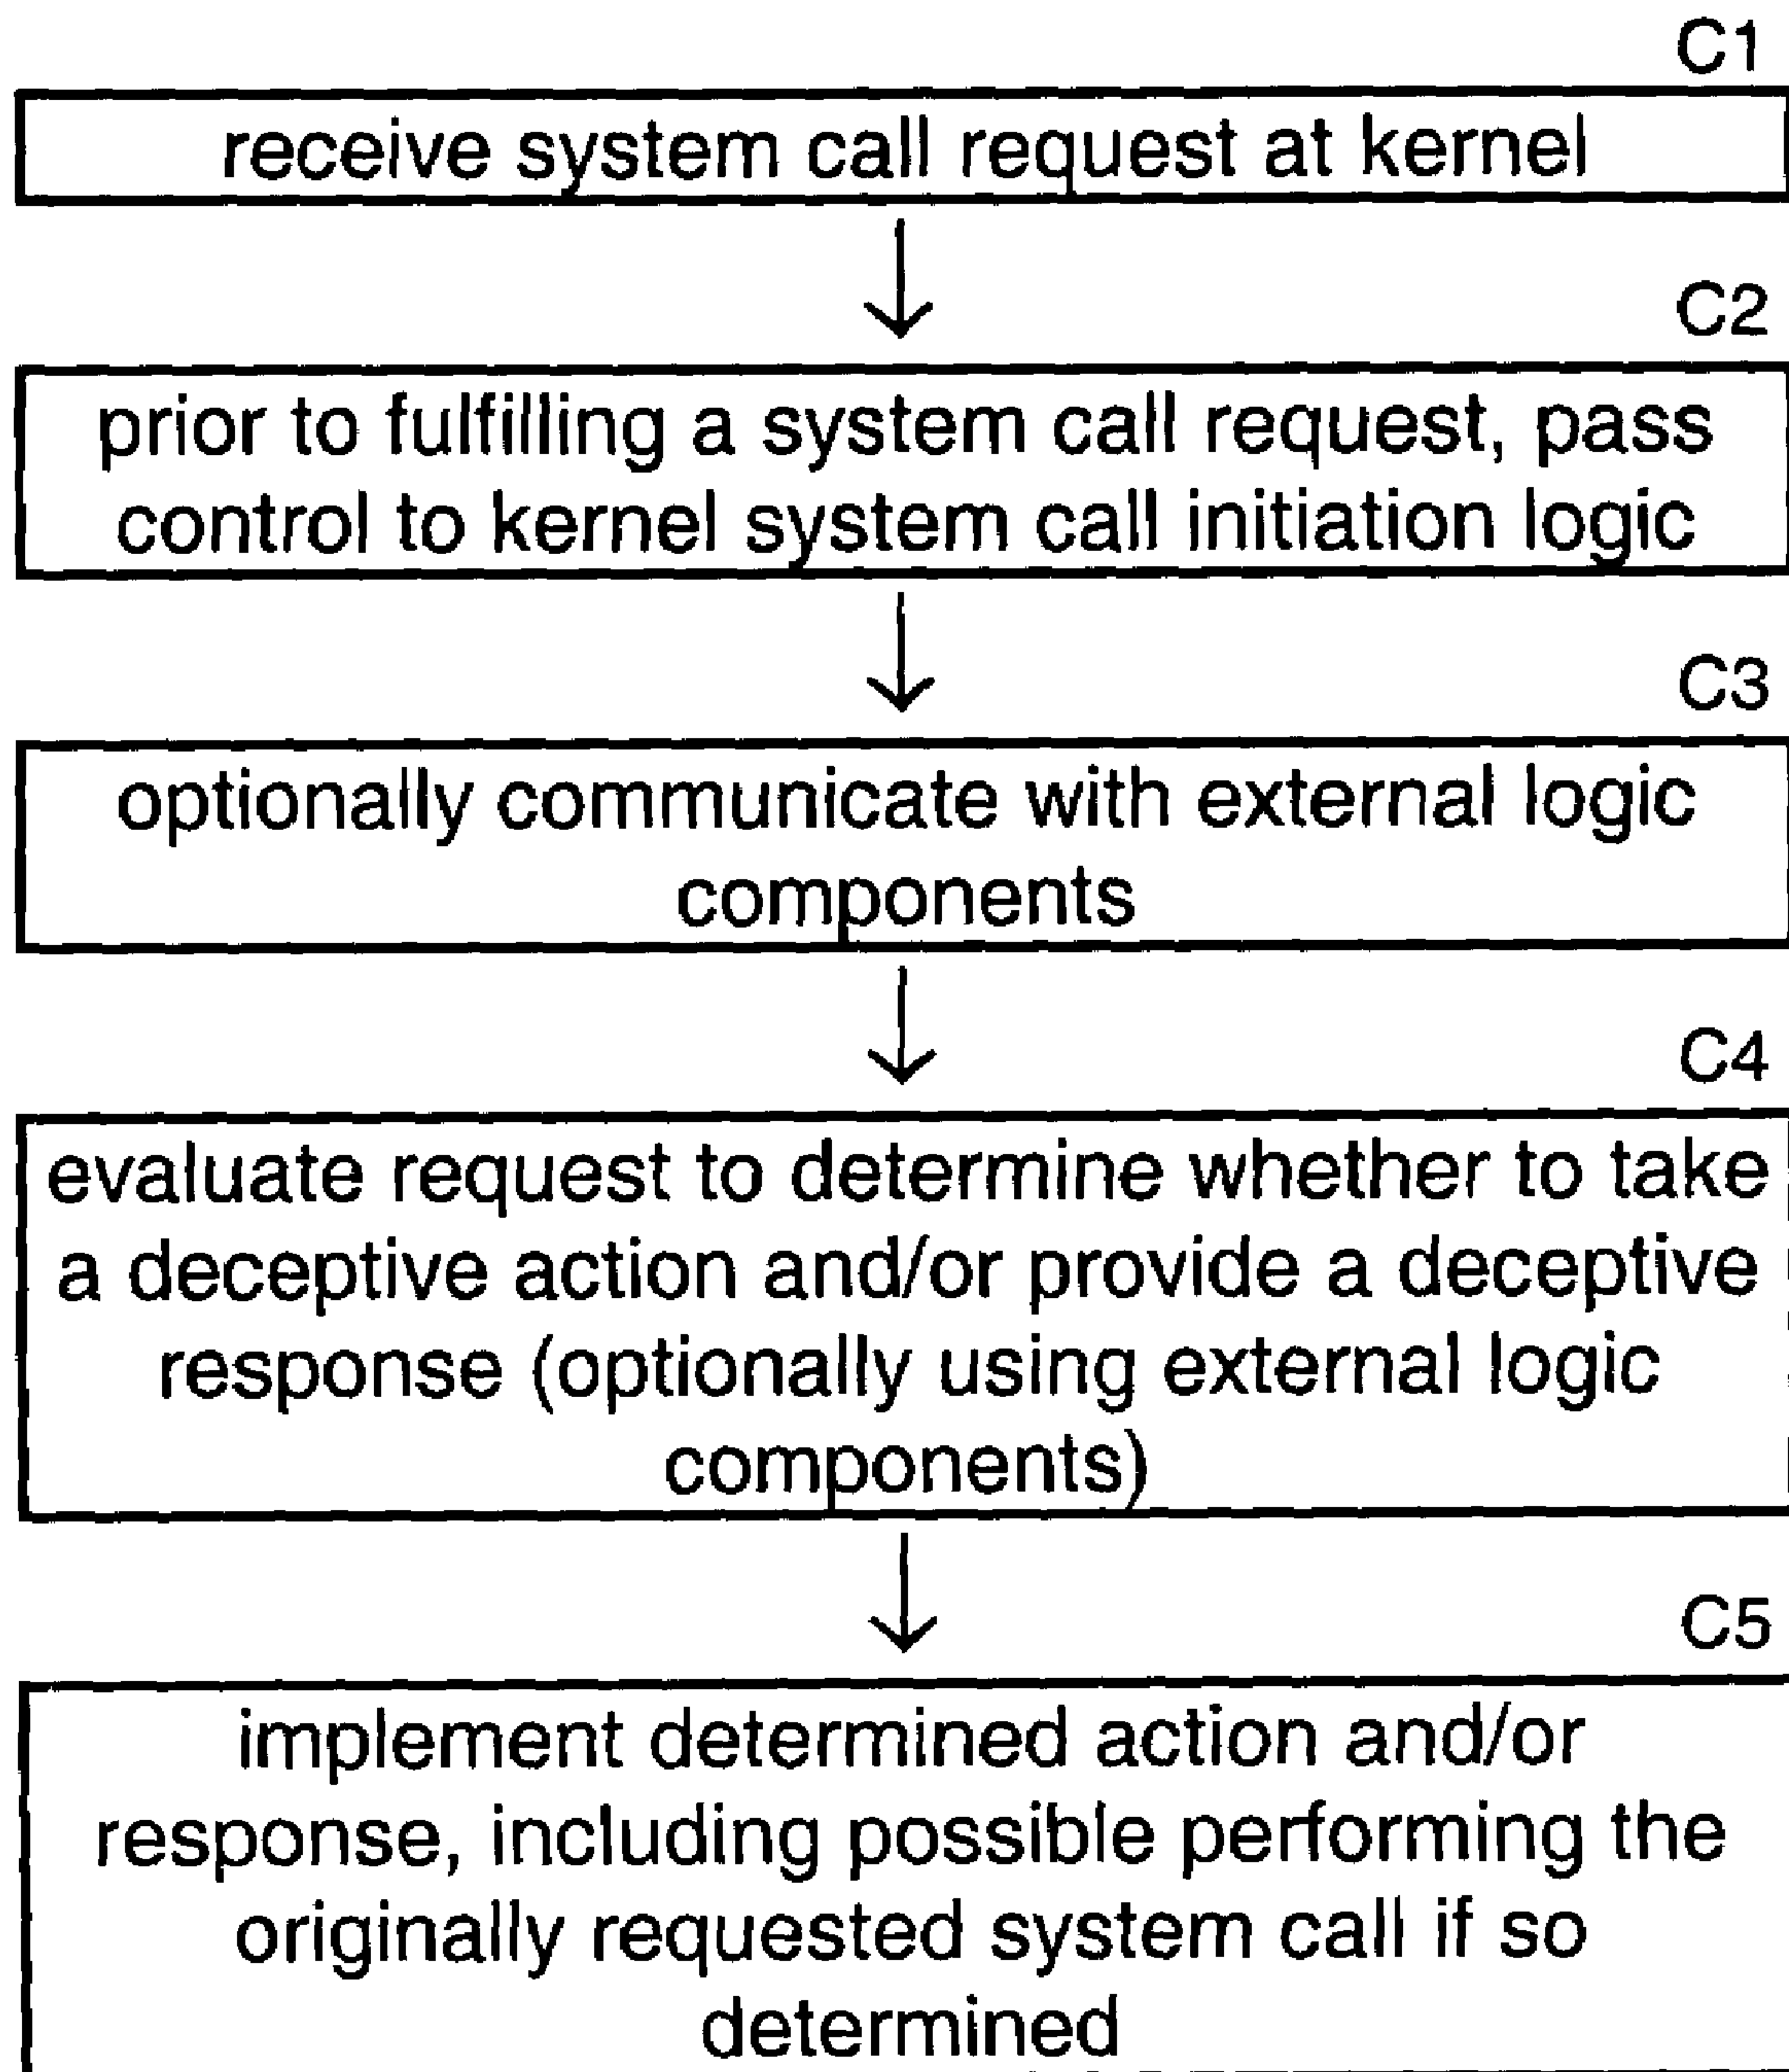 C1
receive system call request at kernel
C2
prior to fulfilling a system call request, pass
control to kernel system call initiation logic
C3
optionally communicate with external logic
components
C4
evaluate request to determine whether to take
a deceptive action and/or provide a deceptive
response (optionally using external logic
components)
C5
implement determined action and/or
response, including possible performing the
originally requested system call if so
determined